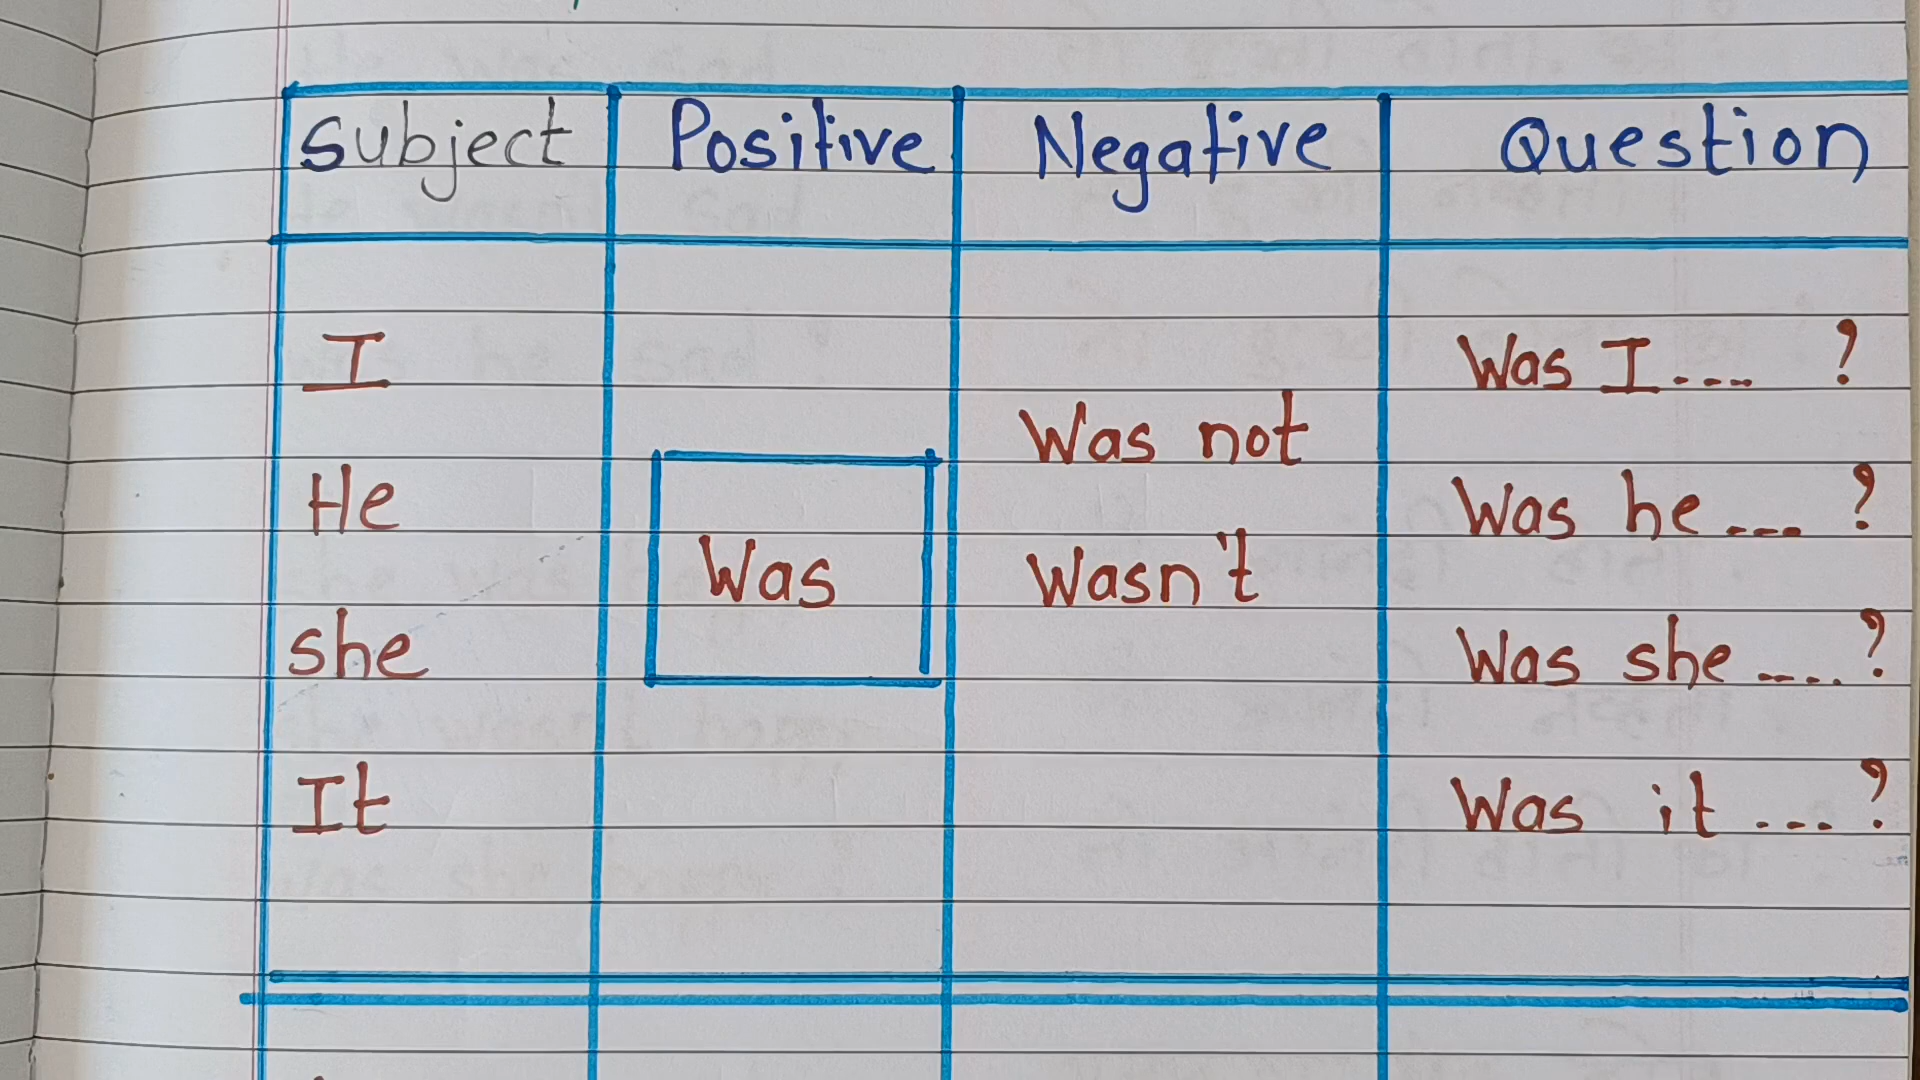 Subject Positive Negative Question
I Was I.... ?
Was not
He Was he.... ?
Was Wasn't
she Was she.....?
It Was it ....?